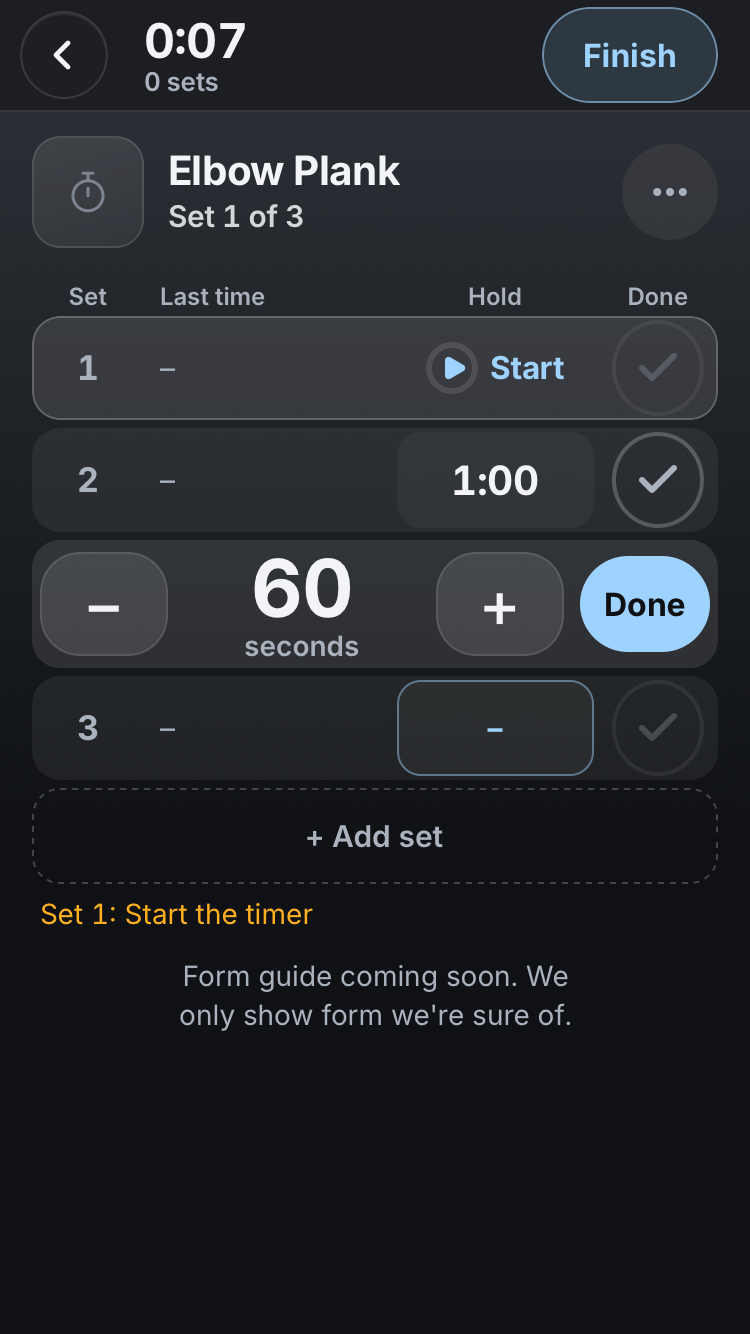 0:07
0 sets
Finish
Elbow Plank
Set 1 of 3
Set Last time Hold Done
1 – Start
2 – 1:00
− 60 + Done
seconds
3 – –
+ Add set
Set 1: Start the timer
Form guide coming soon. We
only show form we're sure of.